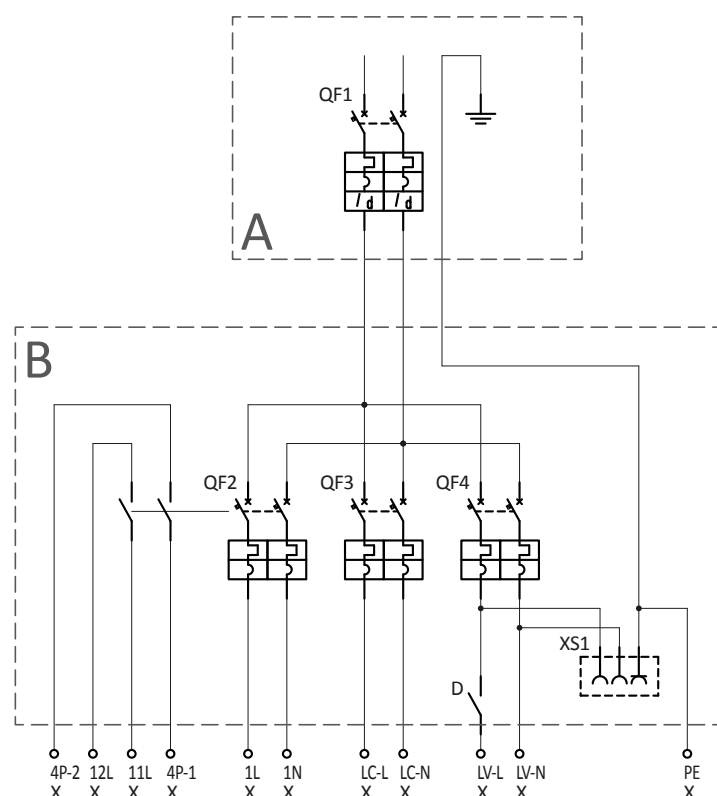 QF1
I d I d
A
B
QF2 QF3 QF4
XS1
D
4P-2 12L 11L 4P-1 1L 1N LC-L LC-N LV-L LV-N PE
X X X X X X X X X X X